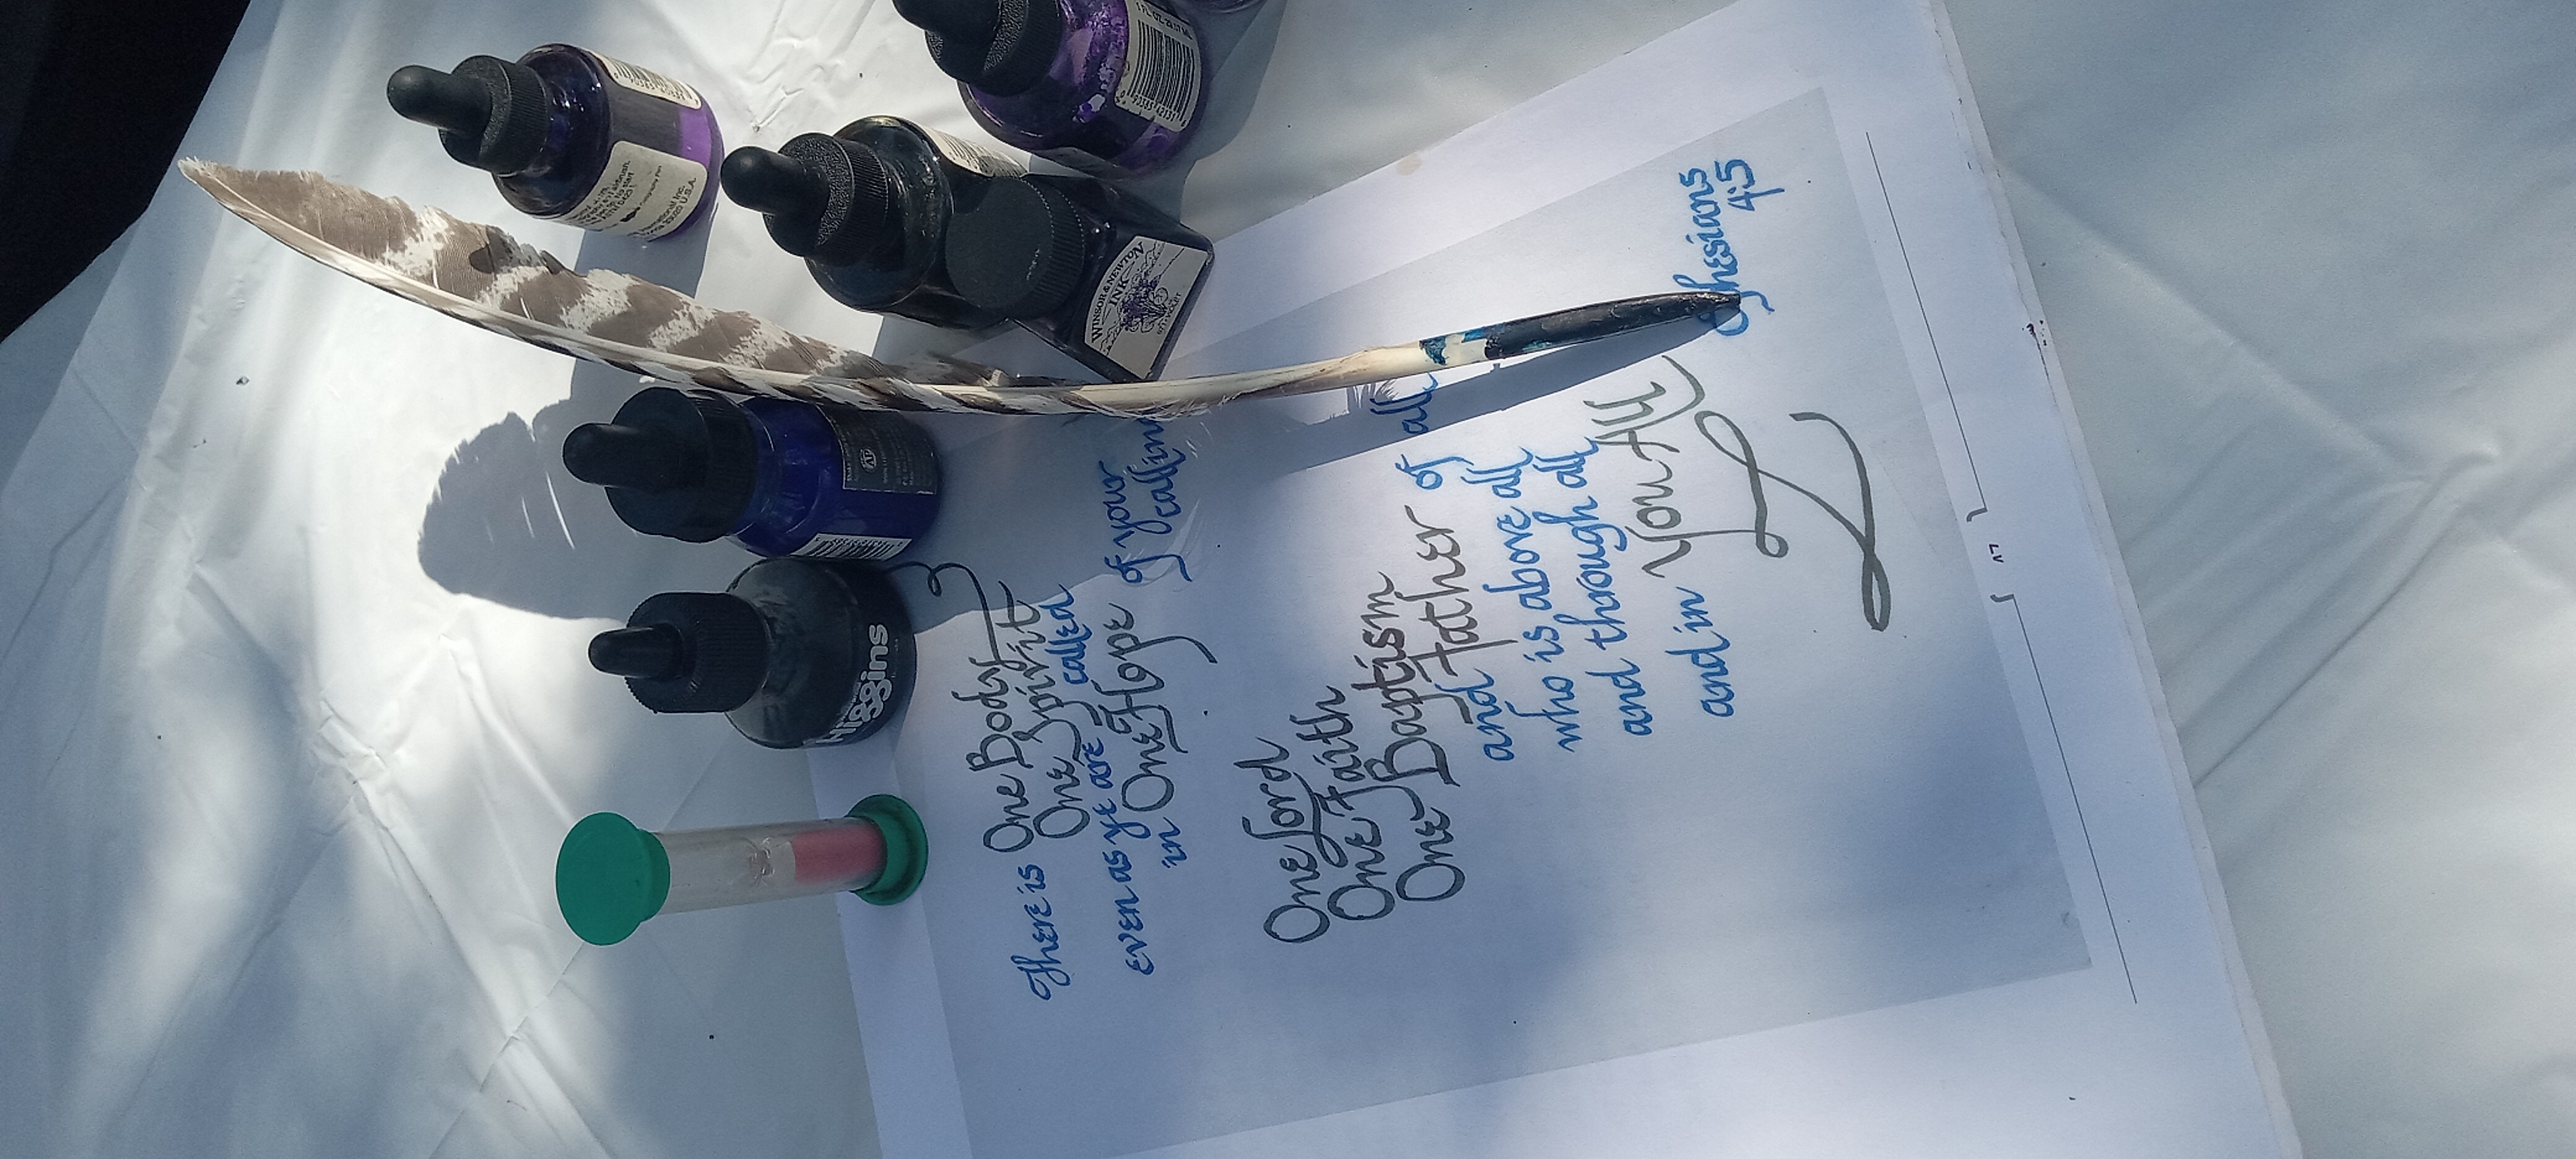 Higgins
WINSOR & NEWTON
INK
There is One Body
One Spirit
even as ye are called
in One Hope of your
calling
One Lord
One Faith
One Baptism
and Father of all
who is above all
and through all
and in You All
Ephesians
4:5